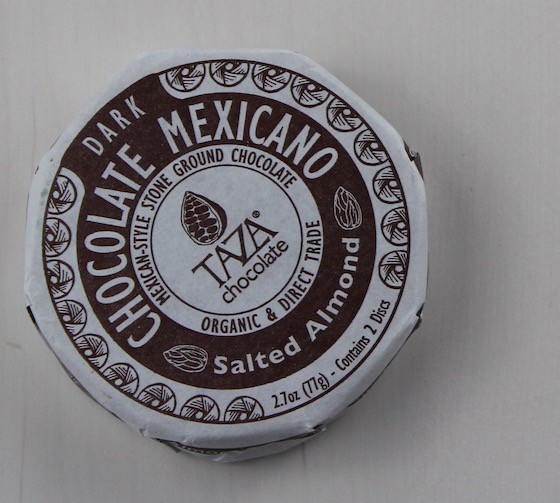 DARK
CHOCOLATE MEXICANO
MEXICAN-STYLE STONE GROUND CHOCOLATE
TAZA®
chocolate
ORGANIC & DIRECT TRADE
Salted Almond
2.7oz (77g) - Contains 2 Discs